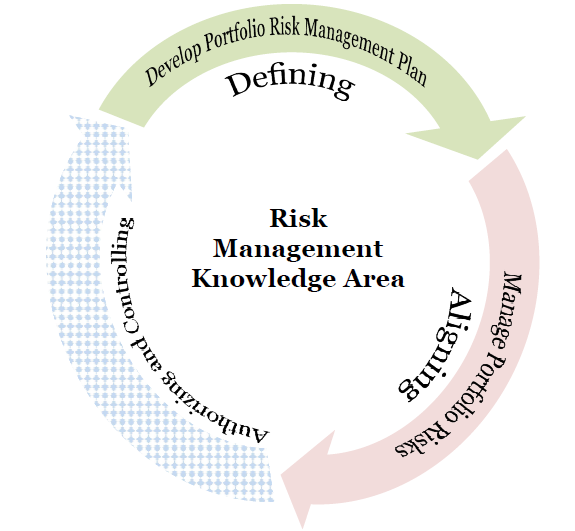 Develop Portfolio Risk Management Plan
Defining
Risk
Management
Knowledge Area
Aligning
Manage Portfolio Risks
Authorizing and Controlling